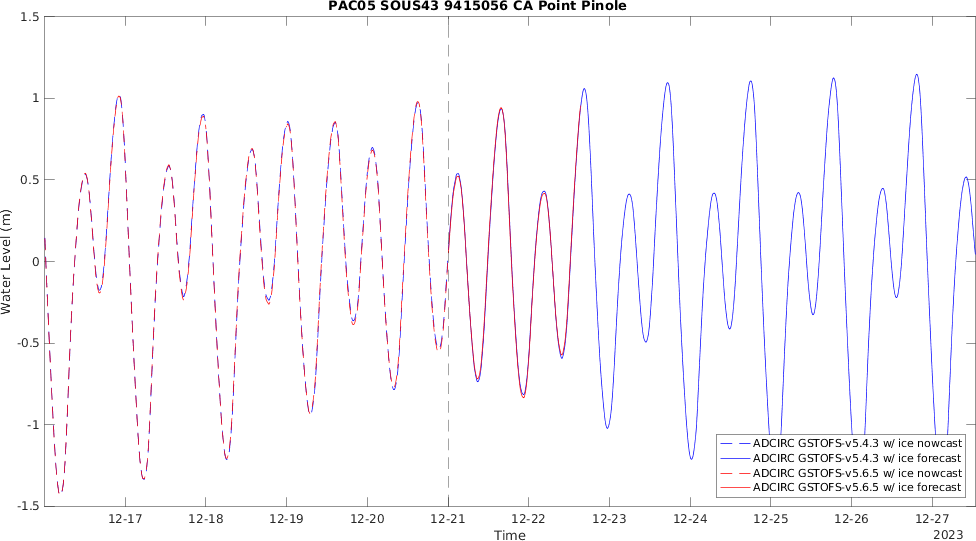 PAC05 SOUS43 9415056 CA Point Pinole
1.5
1
0.5
0
-0.5
-1
-1.5
Water Level (m)
12-17 12-18 12-19 12-20 12-21 12-22 12-23 12-24 12-25 12-26 12-27
Time
2023
ADCIRC GSTOFS-v5.4.3 w/ ice nowcast
ADCIRC GSTOFS-v5.4.3 w/ ice forecast
ADCIRC GSTOFS-v5.6.5 w/ ice nowcast
ADCIRC GSTOFS-v5.6.5 w/ ice forecast